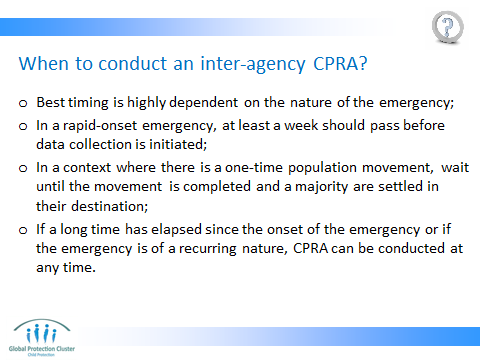 When to conduct an inter-agency CPRA?
o Best timing is highly dependent on the nature of the emergency;
o In a rapid-onset emergency, at least a week should pass before
data collection is initiated;
o In a context where there is a one-time population movement, wait
until the movement is completed and a majority are settled in
their destination;
o If a long time has elapsed since the onset of the emergency or if
the emergency is of a recurring nature, CPRA can be conducted at
any time.
Global Protection Cluster
Child Protection